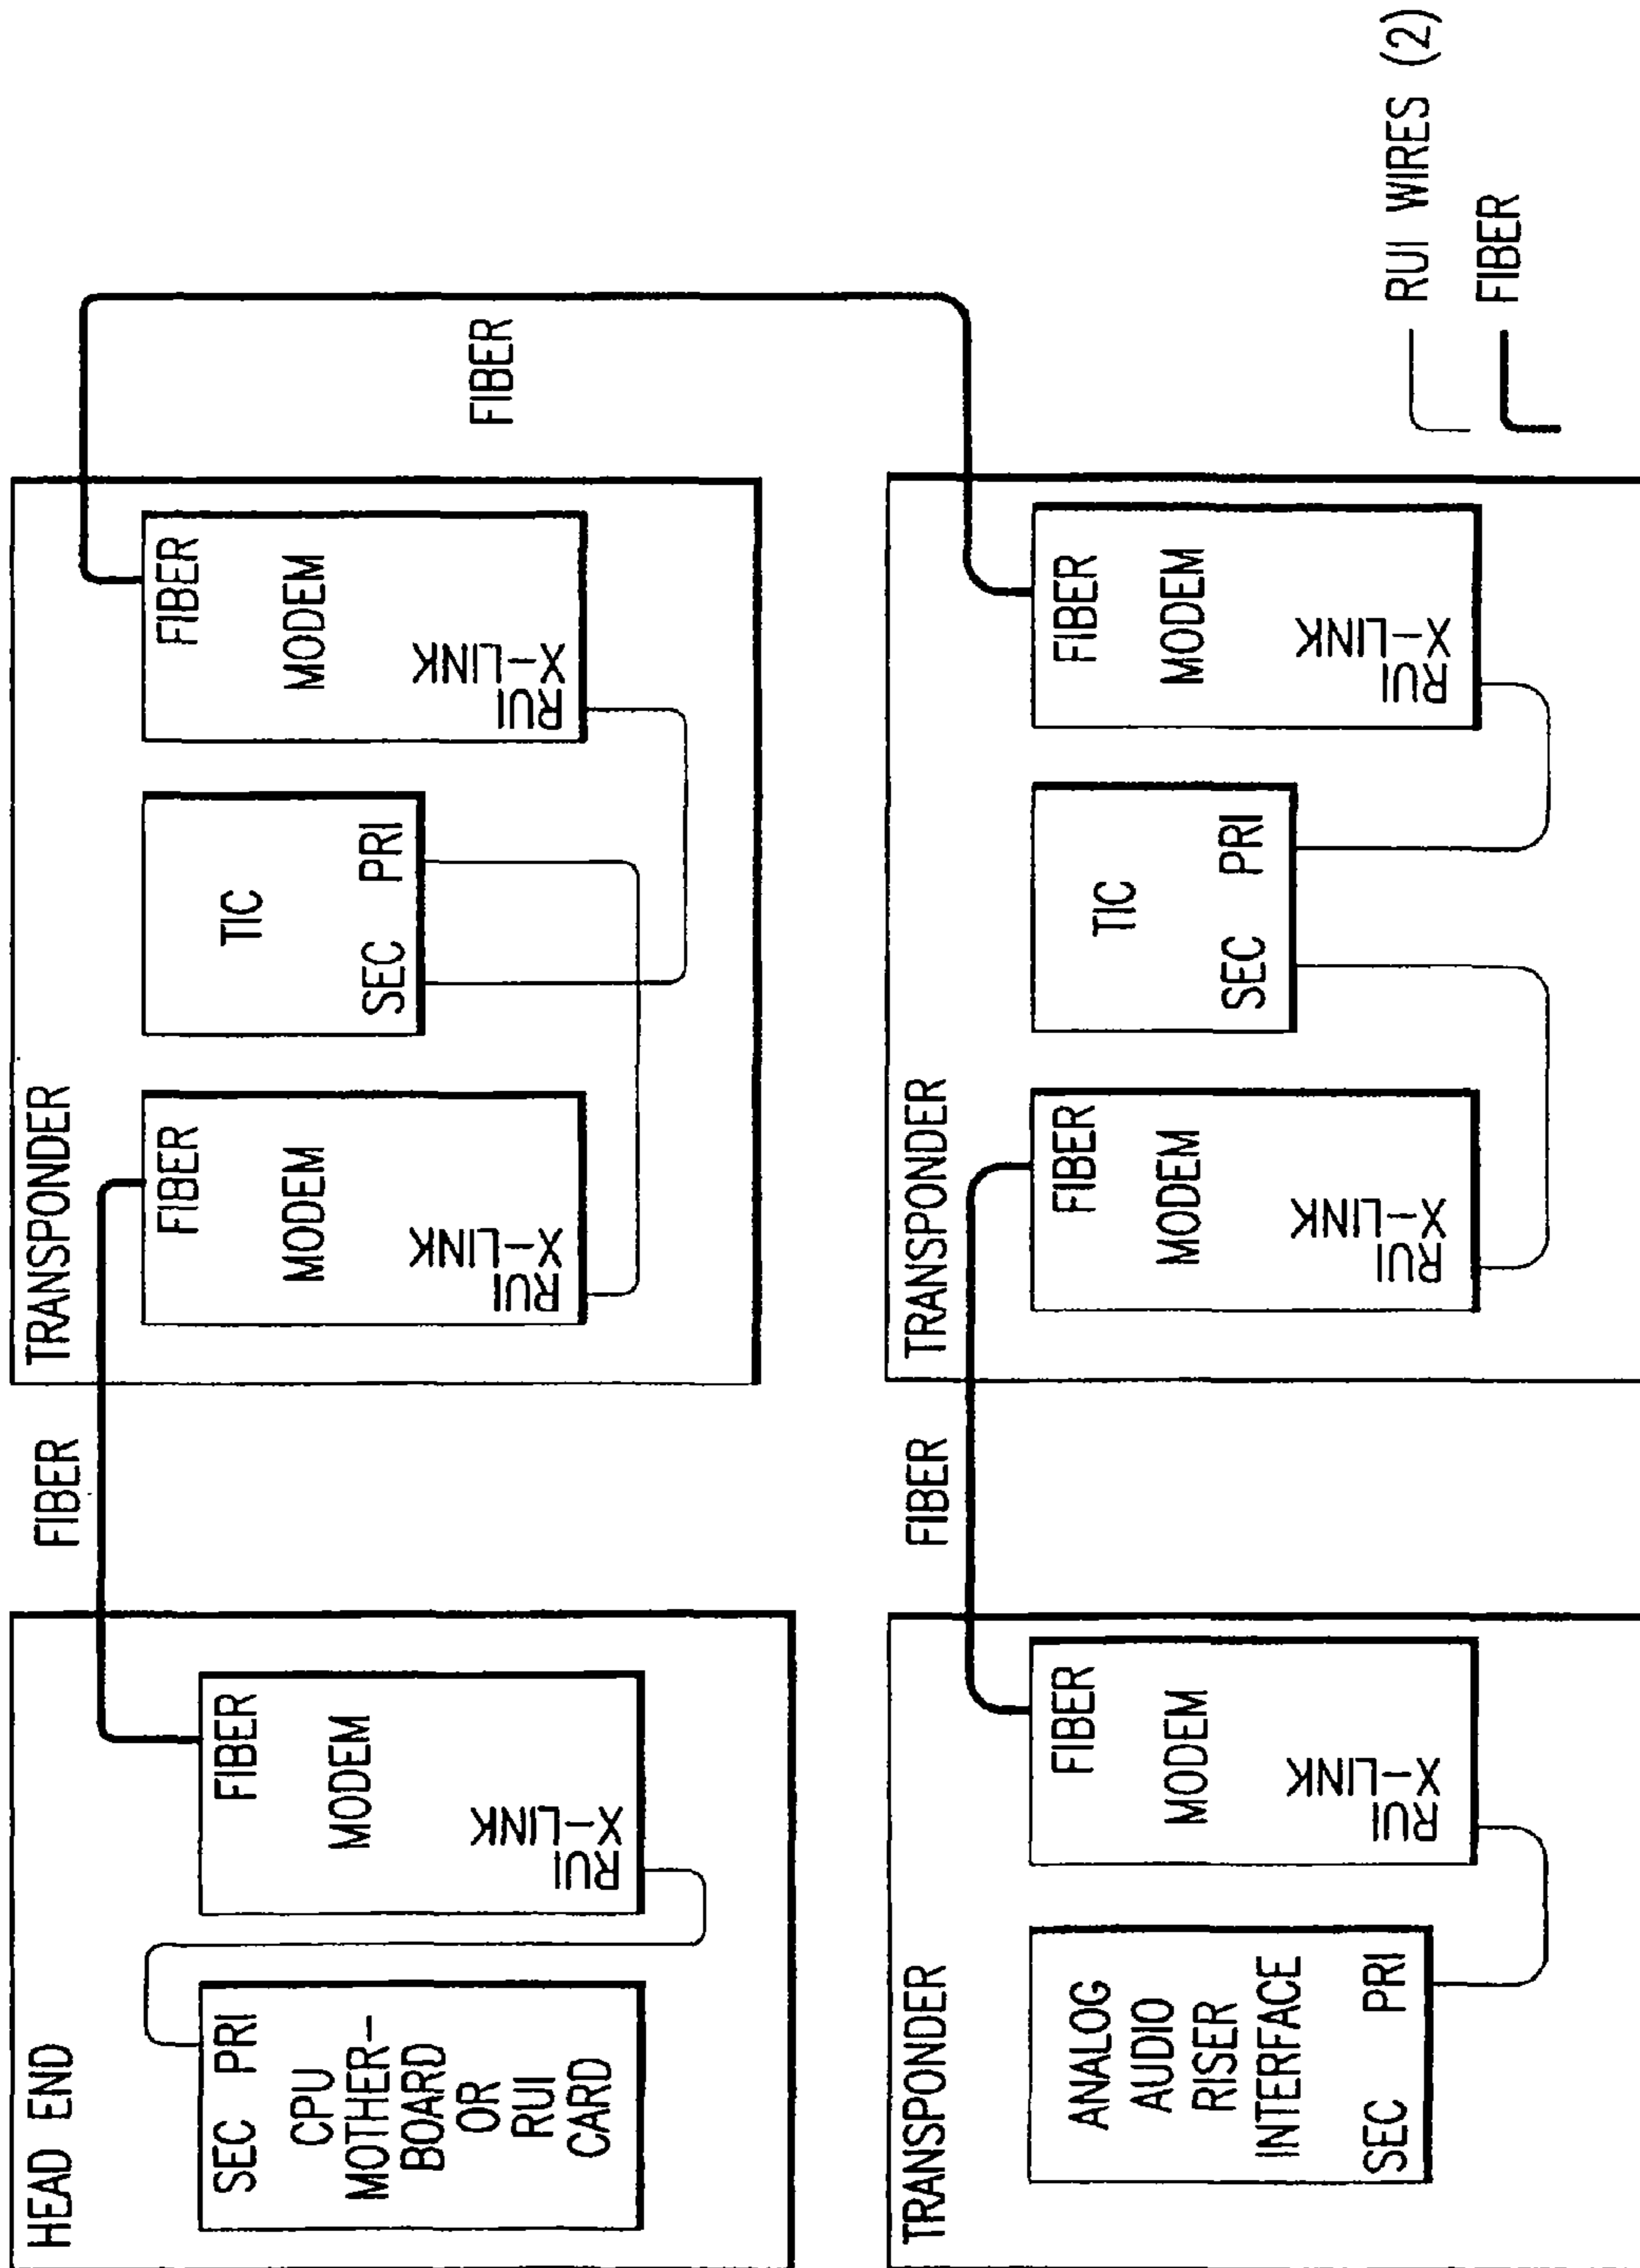 HEAD END
SEC PRI
CPU
MOTHER-
BOARD
OR
RUI
CARD
FIBER
MODEM
X-LINK
RUI
FIBER
TRANSPONDER
FIBER
MODEM
X-LINK
RUI
TIC
SEC PRI
FIBER
MODEM
X-LINK
RUI
FIBER
TRANSPONDER
ANALOG
AUDIO
RISER
INTERFACE
SEC PRI
FIBER
MODEM
X-LINK
RUI
FIBER
TRANSPONDER
FIBER
MODEM
X-LINK
RUI
TIC
SEC PRI
FIBER
MODEM
X-LINK
RUI
RUI WIRES (2)
FIBER